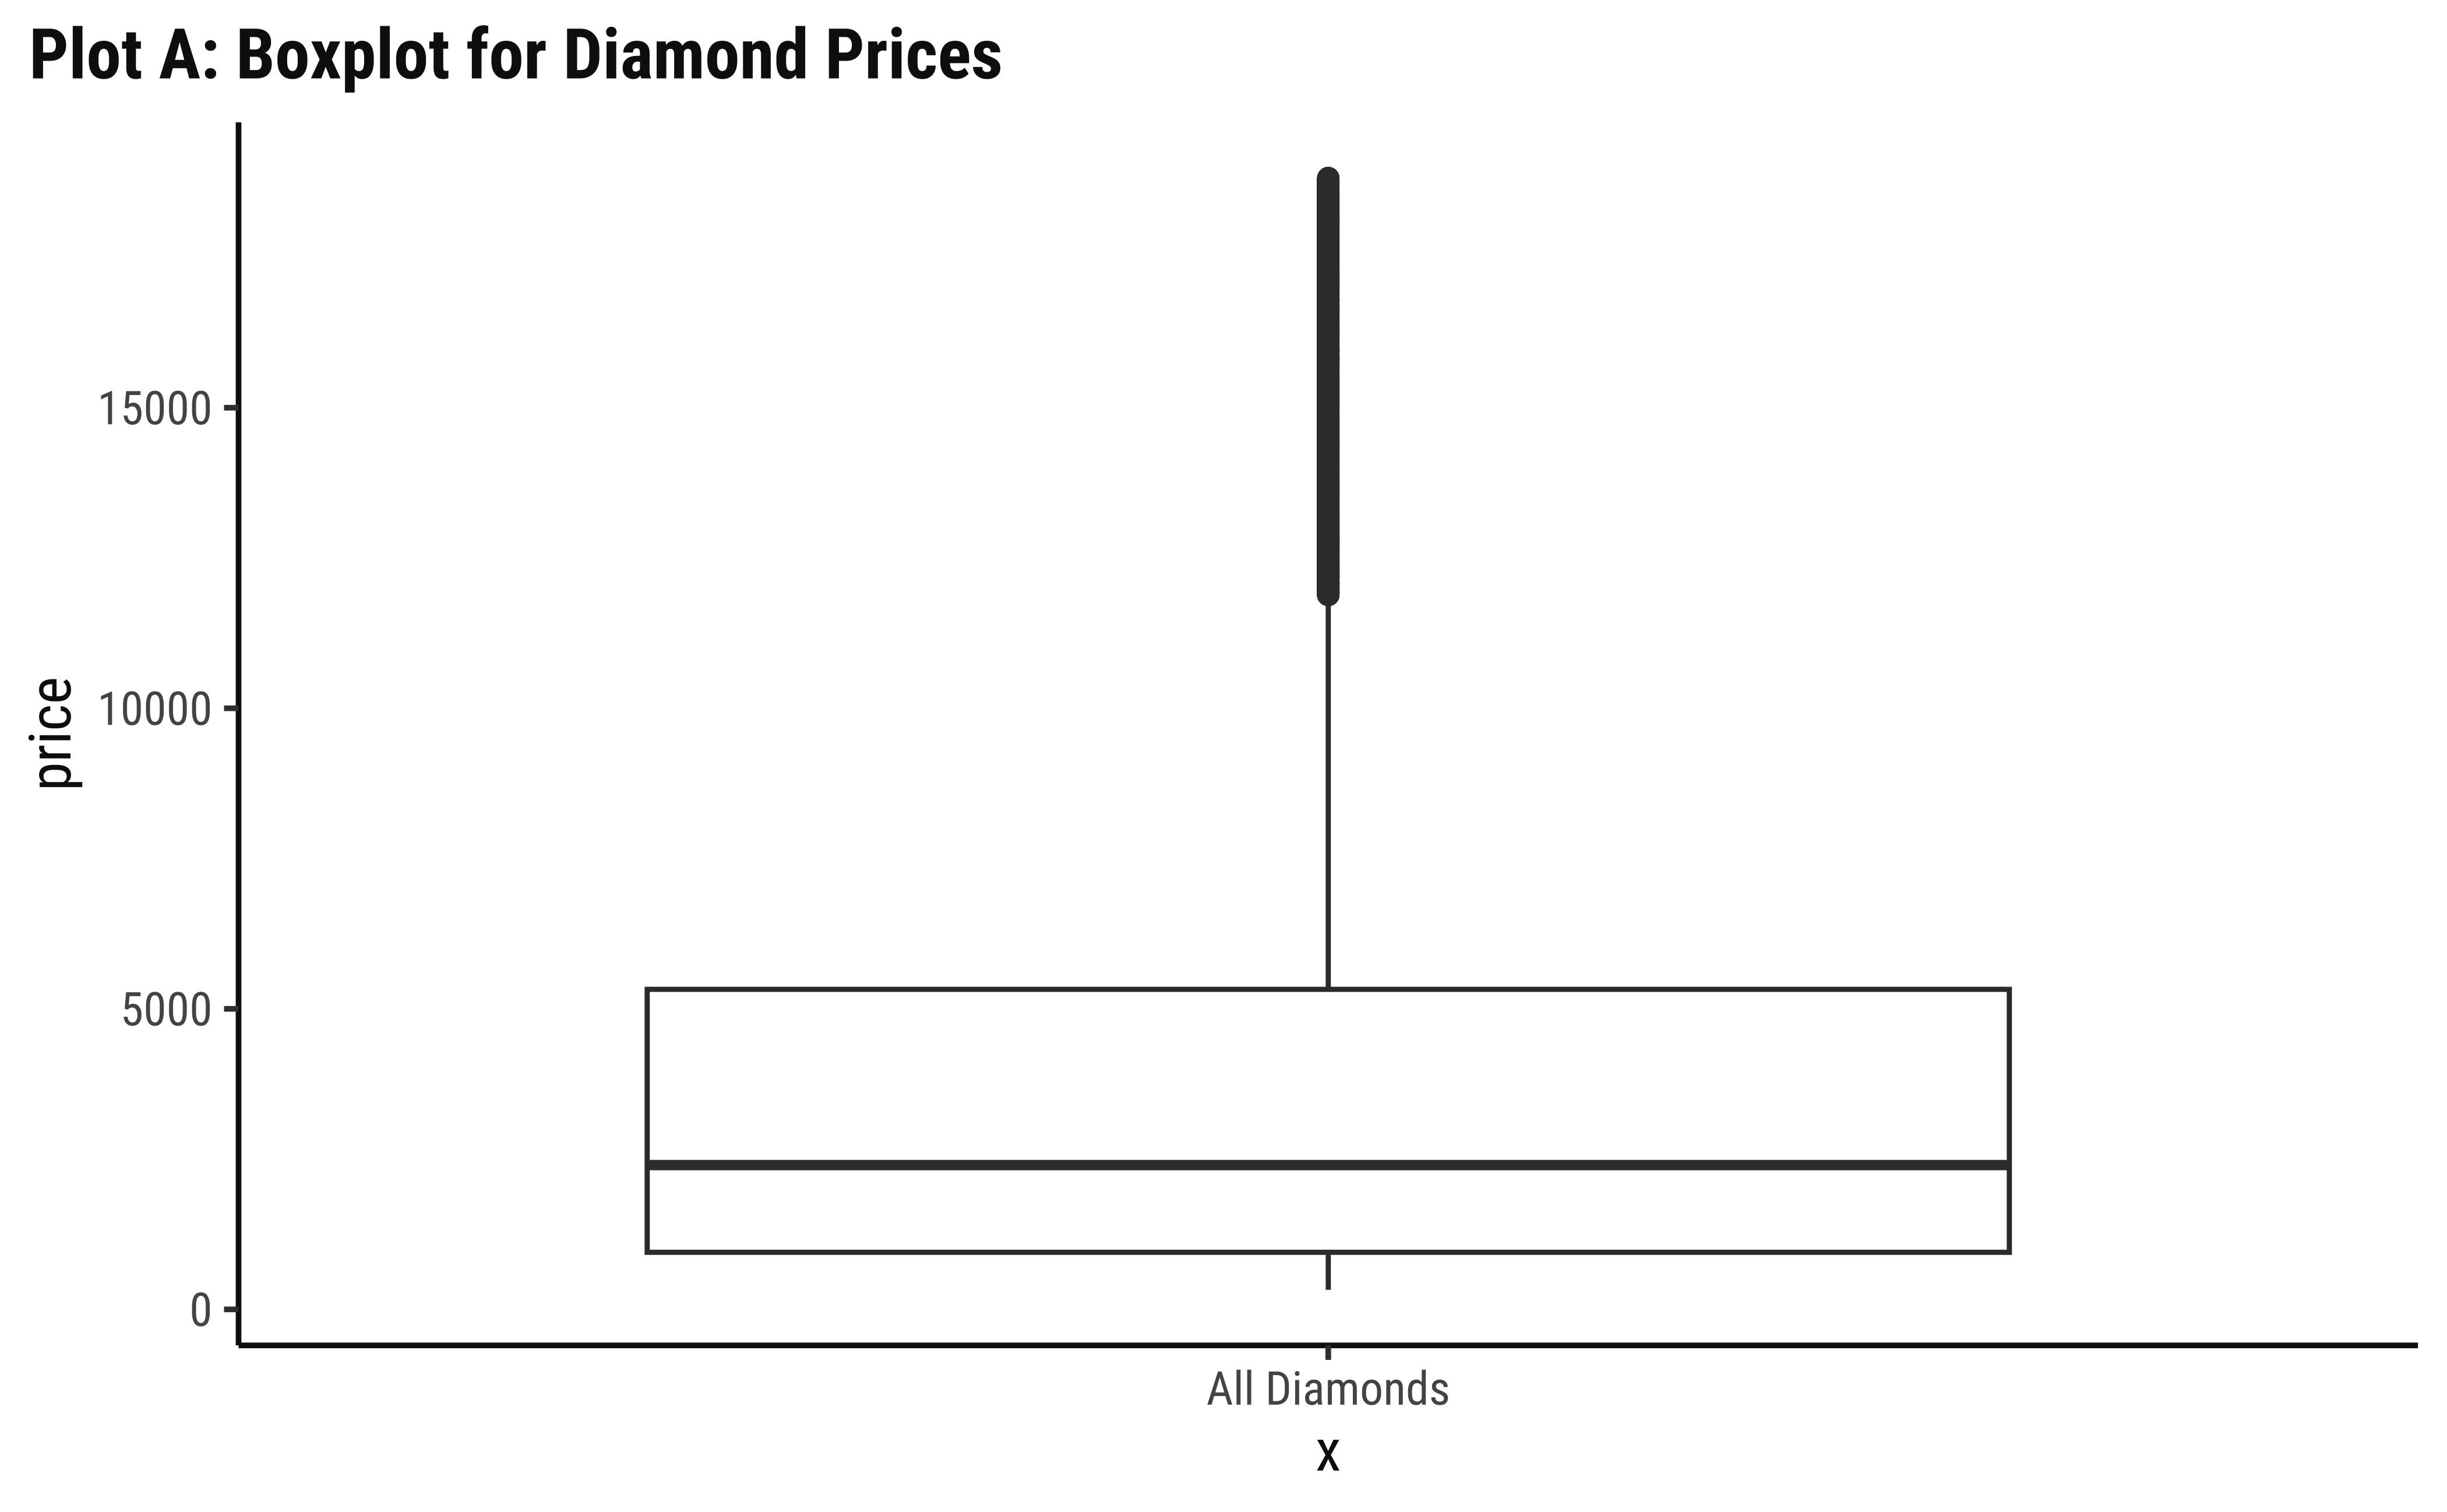 Plot A: Boxplot for Diamond Prices
price
15000
10000
5000
0
All Diamonds
x